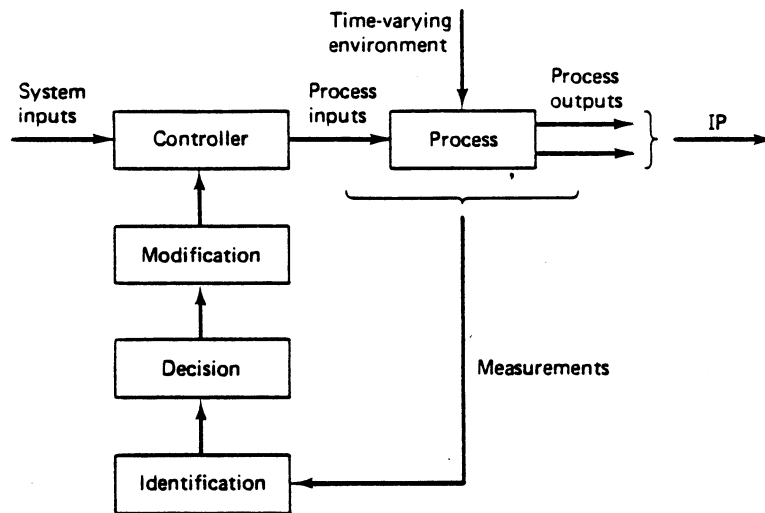 Time-varying
environment
System
inputs
Controller
Process
inputs
Process
Process
outputs
IP
Modification
Decision
Measurements
Identification